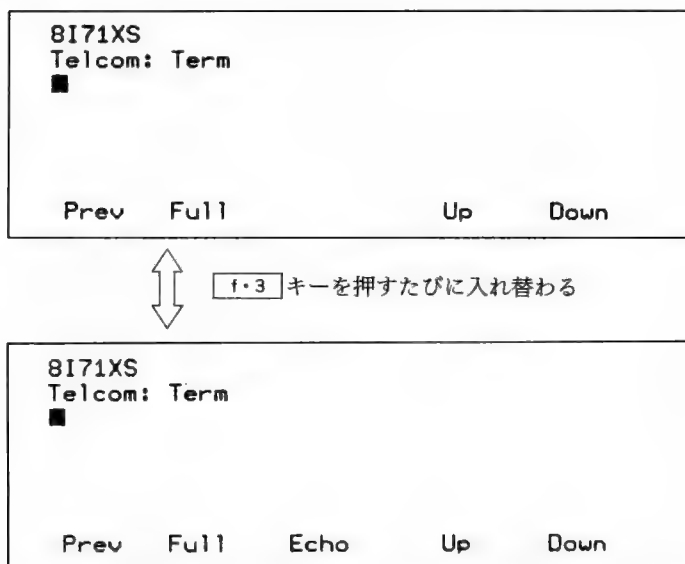 8I71XS
Telcom: Term
Prev Full Up Down
f・3 キーを押すたびに入れ替わる
8I71XS
Telcom: Term
Prev Full Echo Up Down